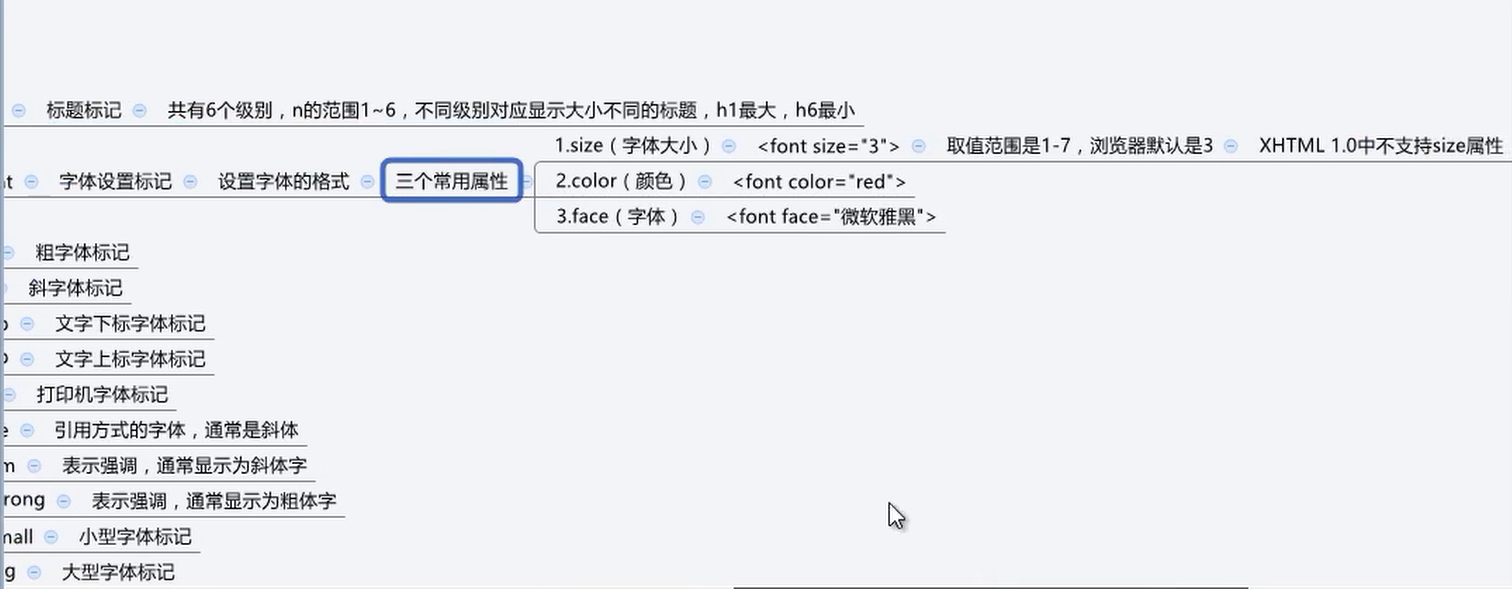 标题标记 共有6个级别，n的范围1~6，不同级别对应显示大小不同的标题，h1最大，h6最小
1.size（字体大小） <font size="3"> 取值范围是1-7，浏览器默认是3 XHTML 1.0中不支持size属性
字体设置标记 设置字体的格式 三个常用属性 2.color（颜色） <font color="red">
3.face（字体） <font face="微软雅黑">
粗字体标记
斜字体标记
文字下标字体标记
文字上标字体标记
打印机字体标记
e 引用方式的字体，通常是斜体
m 表示强调，通常显示为斜体字
rong 表示强调，通常显示为粗体字
mall 小型字体标记
g 大型字体标记